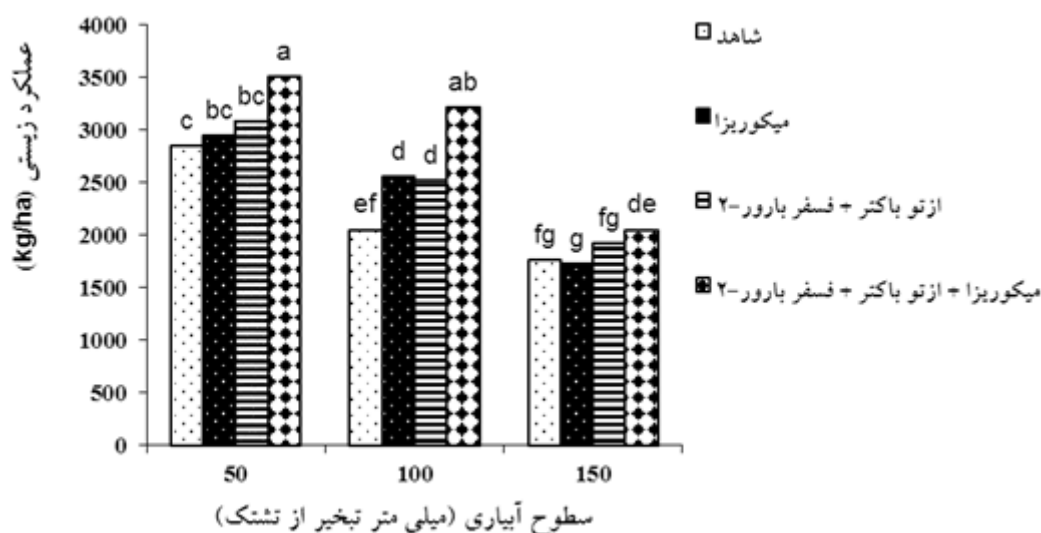 عملکرد زیستی (kg/ha)
4000
3500
3000
2500
2000
1500
1000
500
0
c
bc
bc
a
ef
d
d
ab
fg
g
fg
de
50
100
150
سطوح آبیاری (میلی متر تبخیر از تشتک)
شاهد
میکوریزا
ازتو باکتر + فسفر بارور-۲
میکوریزا + ازتو باکتر + فسفر بارور-۲